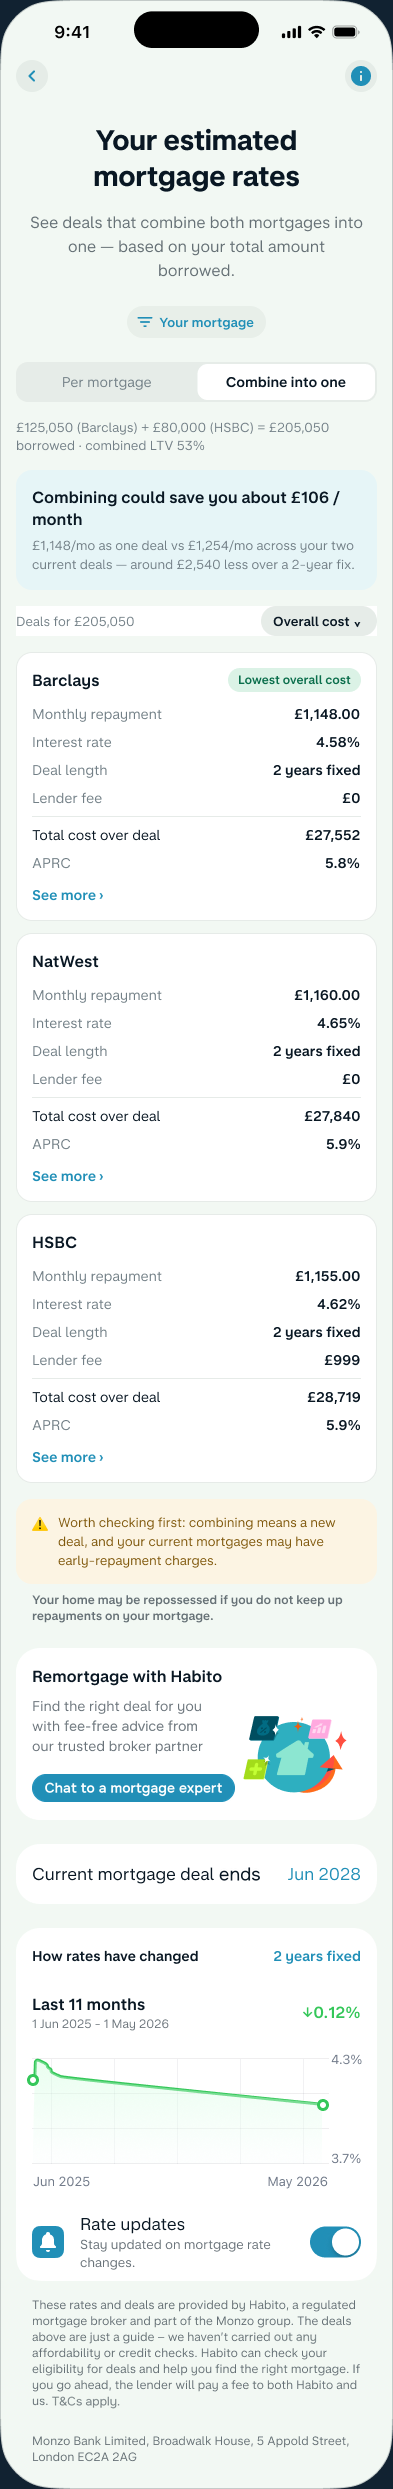 9:41
Your estimated
mortgage rates
See deals that combine both mortgages into
one — based on your total amount
borrowed.
Your mortgage
Per mortgage
Combine into one
£125,050 (Barclays) + £80,000 (HSBC) = £205,050
borrowed · combined LTV 53%
Combining could save you about £106 /
month
£1,148/mo as one deal vs £1,254/mo across your two
current deals — around £2,540 less over a 2-year fix.
Deals for £205,050
Overall cost
Barclays
Lowest overall cost
Monthly repayment £1,148.00
Interest rate 4.58%
Deal length 2 years fixed
Lender fee £0
Total cost over deal £27,552
APRC 5.8%
See more ›
NatWest
Monthly repayment £1,160.00
Interest rate 4.65%
Deal length 2 years fixed
Lender fee £0
Total cost over deal £27,840
APRC 5.9%
See more ›
HSBC
Monthly repayment £1,155.00
Interest rate 4.62%
Deal length 2 years fixed
Lender fee £999
Total cost over deal £28,719
APRC 5.9%
See more ›
Worth checking first: combining means a new
deal, and your current mortgages may have
early-repayment charges.
Your home may be repossessed if you do not keep up
repayments on your mortgage.
Remortgage with Habito
Find the right deal for you
with fee-free advice from
our trusted broker partner
Chat to a mortgage expert
Current mortgage deal ends Jun 2028
How rates have changed 2 years fixed
Last 11 months
1 Jun 2025 - 1 May 2026
↓0.12%
4.3%
3.7%
Jun 2025 May 2026
Rate updates
Stay updated on mortgage rate
changes.
These rates and deals are provided by Habito, a regulated
mortgage broker and part of the Monzo group. The deals
above are just a guide – we haven't carried out any
affordability or credit checks. Habito can check your
eligibility for deals and help you find the right mortgage. If
you go ahead, the lender will pay a fee to both Habito and
us. T&Cs apply.
Monzo Bank Limited, Broadwalk House, 5 Appold Street,
London EC2A 2AG